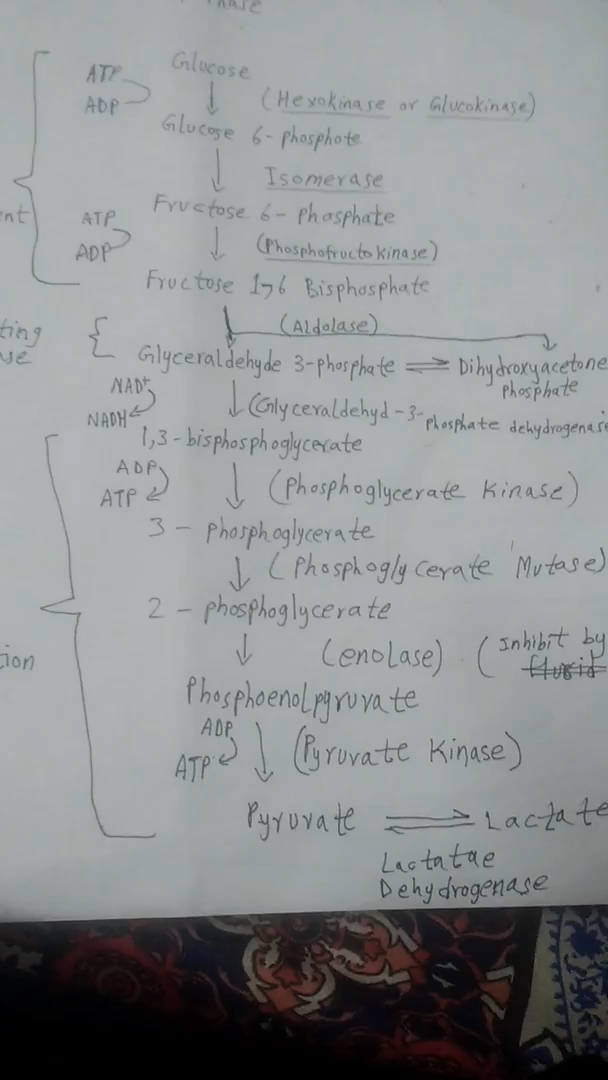 Glucose
ATP
ADP
(Hexokinase or Glucokinase)
Glucose 6-phosphote
Isomerase
Fructose 6-Phasphate
ent
ATP
ADP
(Phosphofructokinase)
Fructose 1→6 Bisphosphate
(Aldolase)
ting
Glyceraldehyde 3-phosphate ⇌ Dihydroxyacetone
phosphate
NAD+
NADH
(Glyceraldehyd-3-phosphate dehydrogenase
1,3-bisphosphoglycerate
ADP
ATP
(Phosphoglycerate Kinase)
3-phosphoglycerate
(Phosphoglycerate Mutase)
2-phosphoglycerate
tion
(enolase). (Inhibit by
Phosphoenolpyruvate
ADP
ATP
(Pyruvate Kinase)
Pyruvate ⇌ Lactate
Lactatae
Dehydrogenase